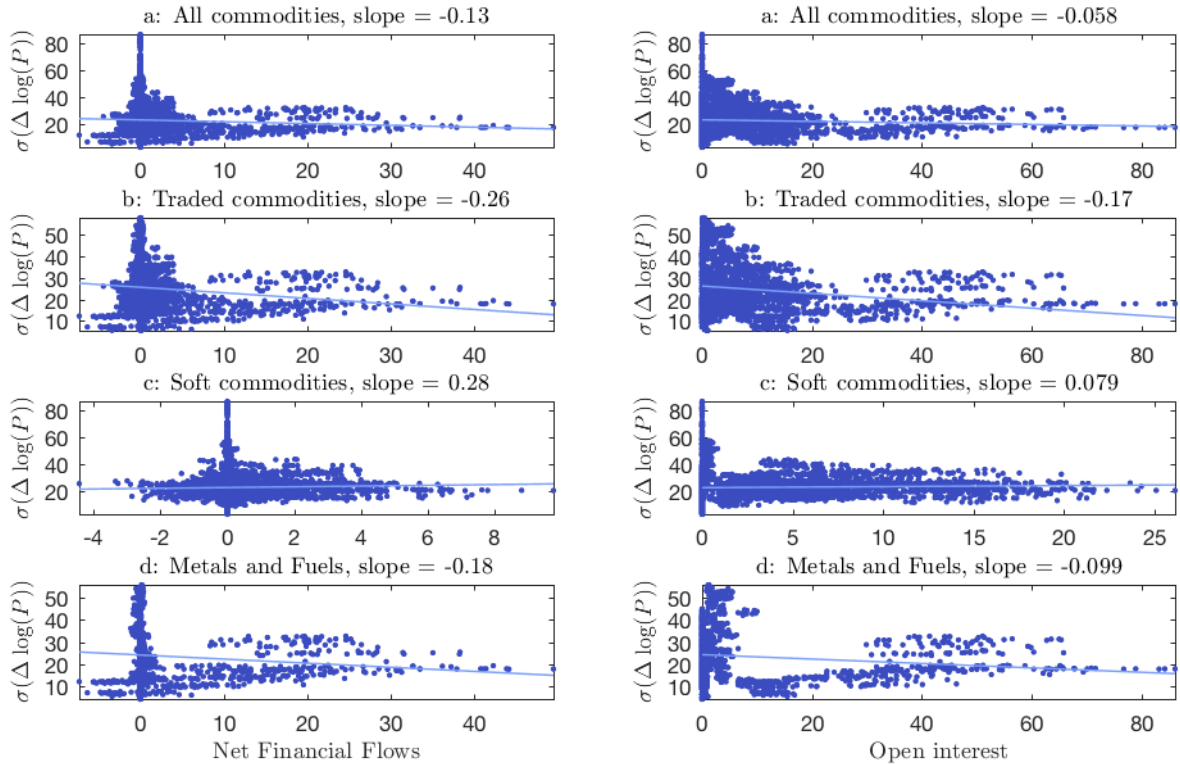 a: All commodities, slope = -0.13
σ(Δ log(P))
80
60
40
20
0 10 20 30 40
a: All commodities, slope = -0.058
σ(Δ log(P))
80
60
40
20
0 20 40 60 80
b: Traded commodities, slope = -0.26
σ(Δ log(P))
50
40
30
20
10
0 10 20 30 40
b: Traded commodities, slope = -0.17
σ(Δ log(P))
50
40
30
20
10
0 20 40 60 80
c: Soft commodities, slope = 0.28
σ(Δ log(P))
80
60
40
20
-4 -2 0 2 4 6 8
c: Soft commodities, slope = 0.079
σ(Δ log(P))
80
60
40
20
0 5 10 15 20 25
d: Metals and Fuels, slope = -0.18
σ(Δ log(P))
50
40
30
20
10
0 10 20 30 40
Net Financial Flows
d: Metals and Fuels, slope = -0.099
σ(Δ log(P))
50
40
30
20
10
0 20 40 60 80
Open interest